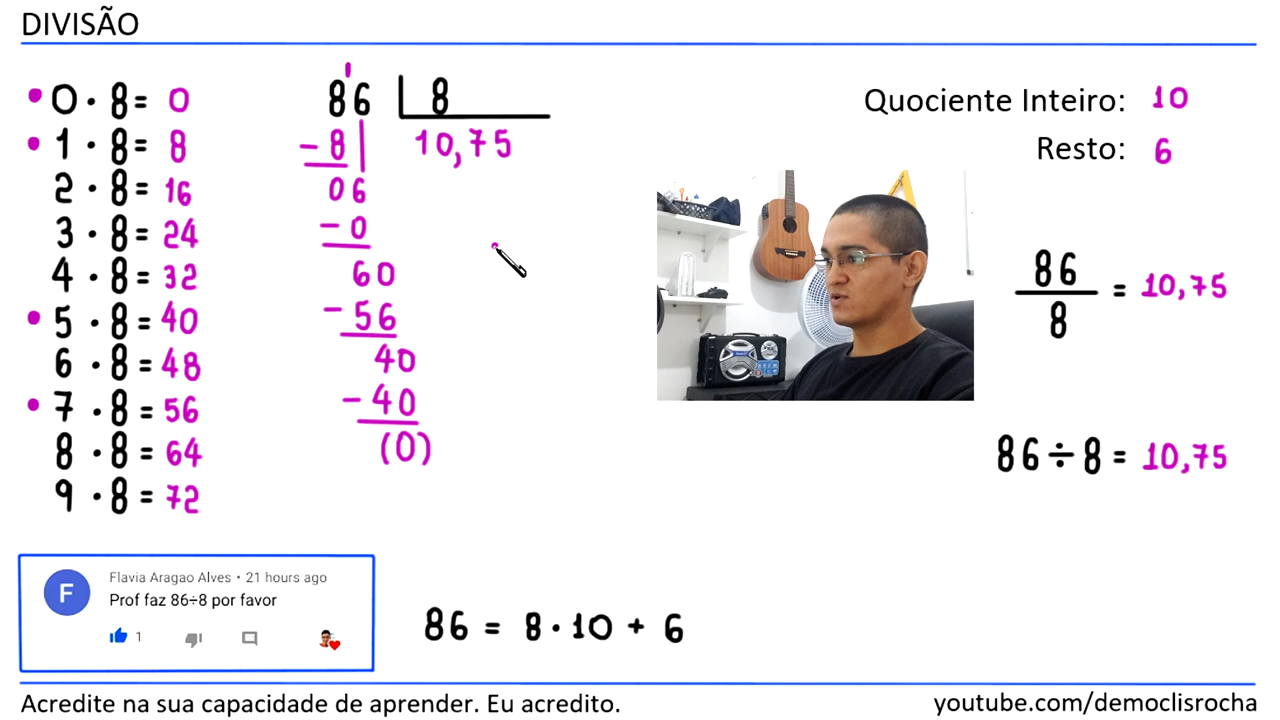 DIVISÃO
0 · 8 = 0
1 · 8 = 8
2 · 8 = 16
3 · 8 = 24
4 · 8 = 32
5 · 8 = 40
6 · 8 = 48
7 · 8 = 56
8 · 8 = 64
9 · 8 = 72
86 8
- 8 10,75
06
- 0
60
- 56
40
- 40
(0)
Quociente Inteiro: 10
Resto: 6
86
8
= 10,75
86 ÷ 8 = 10,75
F
Flavia Aragao Alves • 21 hours ago
Prof faz 86÷8 por favor
1
86 = 8 · 10 + 6
Acredite na sua capacidade de aprender. Eu acredito.
youtube.com/democlisrocha